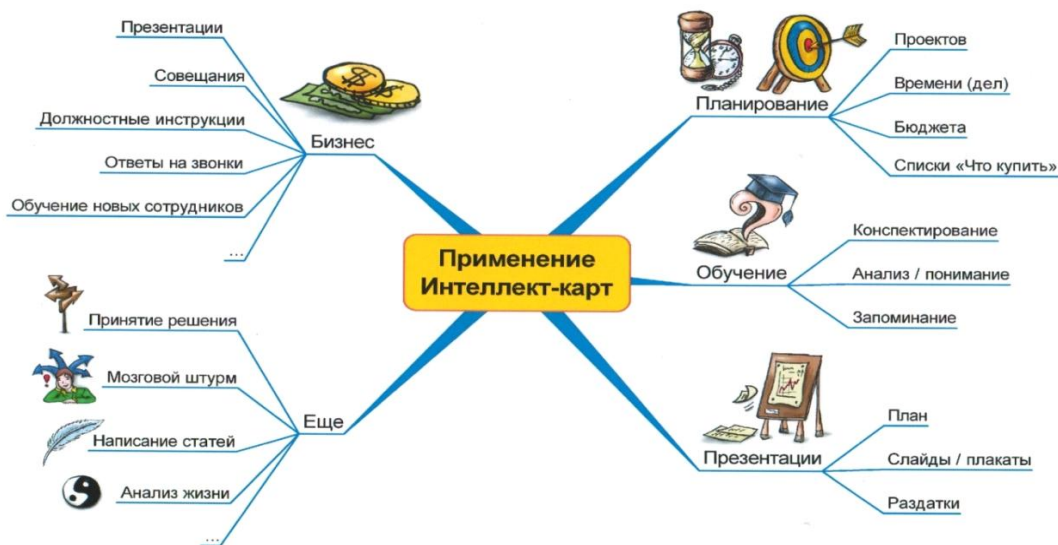 Применение
Интеллект-карт
Планирование
Проектов
Времени (дел)
Бюджета
Списки «Что купить»
Обучение
Конспектирование
Анализ / понимание
Запоминание
Презентации
План
Слайды / плакаты
Раздатки
Бизнес
Презентации
Совещания
Должностные инструкции
Ответы на звонки
Обучение новых сотрудников
...
Еще
Принятие решения
Мозговой штурм
Написание статей
Анализ жизни
...